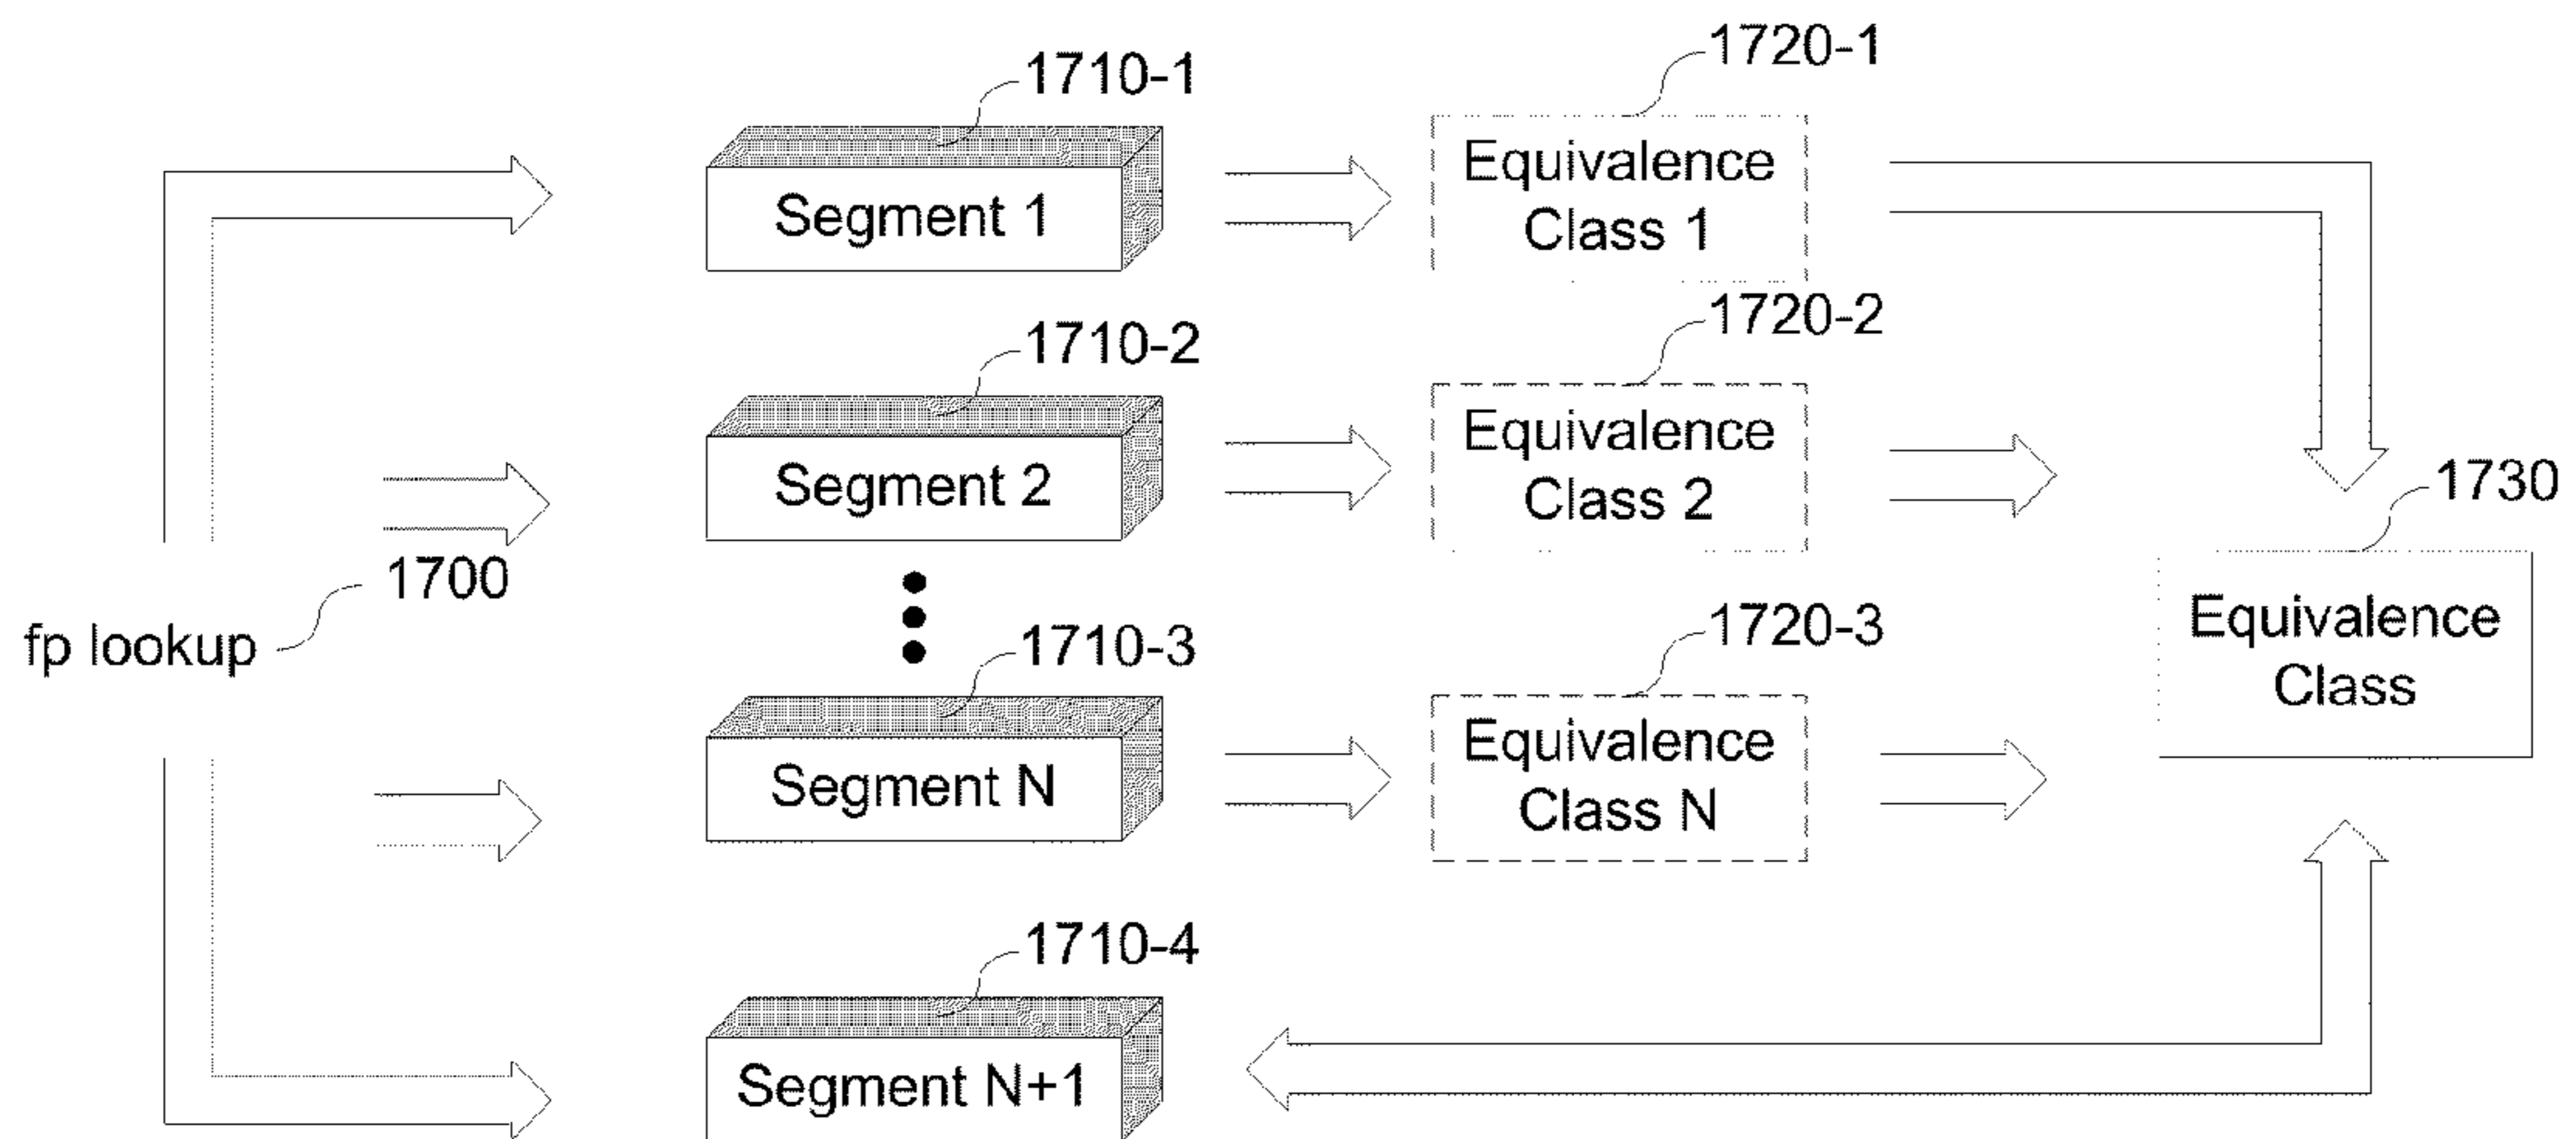 1710-1
1720-1
Segment 1
Equivalence
Class 1
1710-2
1720-2
Segment 2
Equivalence
Class 2
1730
1700
fp lookup
1710-3
1720-3
Segment N
Equivalence
Class N
Equivalence
Class
1710-4
Segment N+1